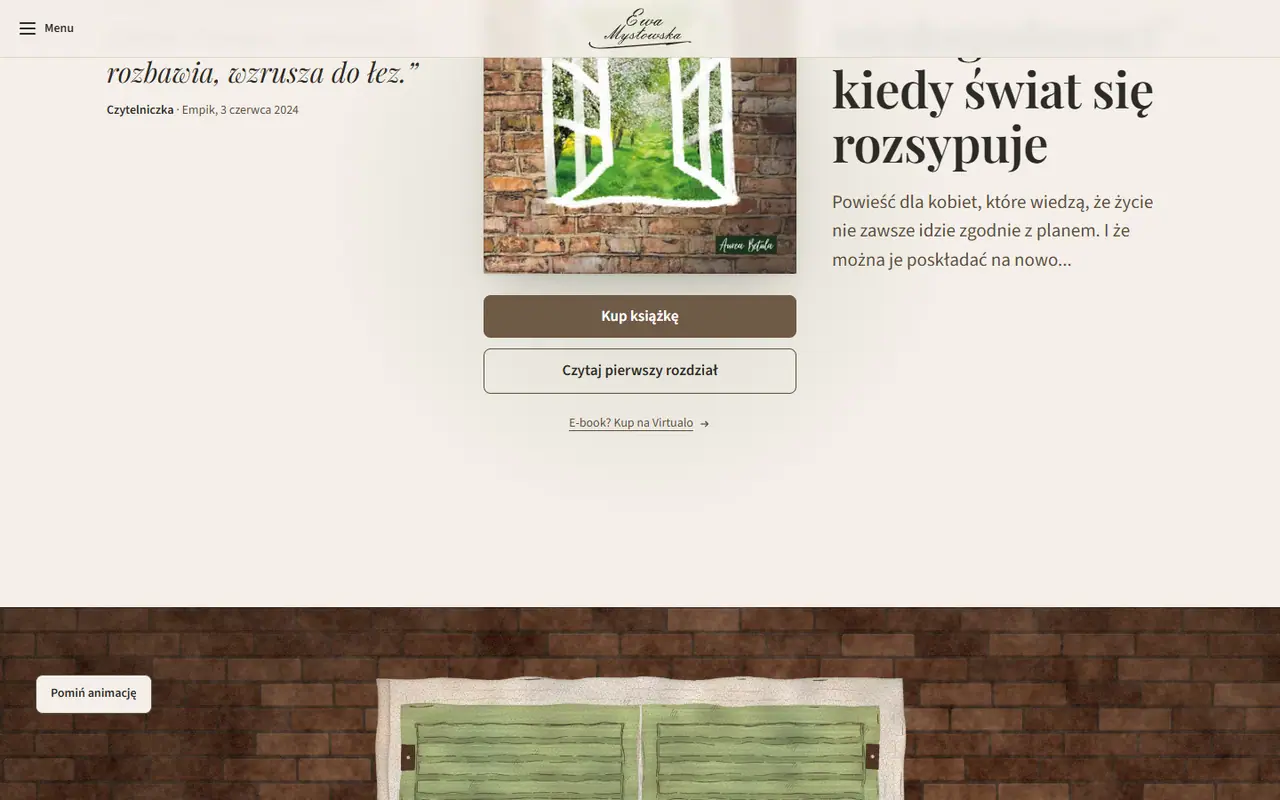 Menu
Ewa
Mysłowska
rozbawia, wzrusza do łez.”
Czytelniczka · Empik, 3 czerwca 2024
kiedy świat się
rozsypuje
Powieść dla kobiet, które wiedzą, że życie
nie zawsze idzie zgodnie z planem. I że
można je poskładać na nowo...
Aurea Betula
Kup książkę
Czytaj pierwszy rozdział
E-book? Kup na Virtualo →
Pomiń animację